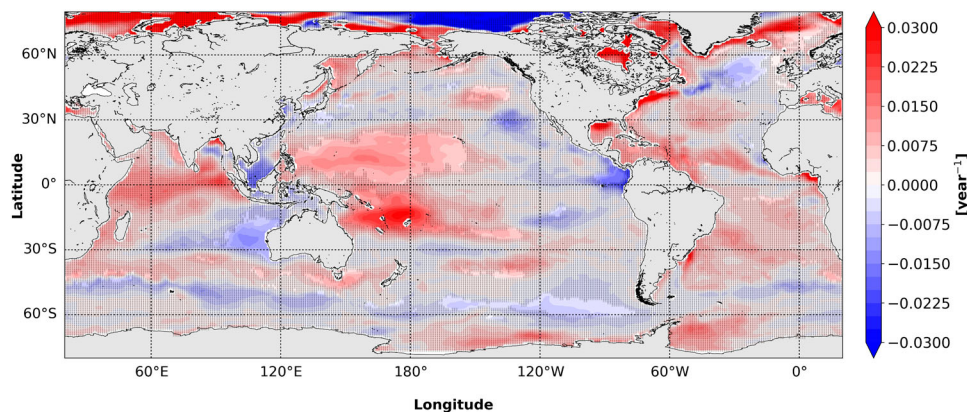 60°N
30°N
0°
30°S
60°S
Latitude
60°E
120°E
180°
120°W
60°W
0°
Longitude
0.0300
0.0225
0.0150
0.0075
0.0000
−0.0075
−0.0150
−0.0225
−0.0300
[year⁻¹]